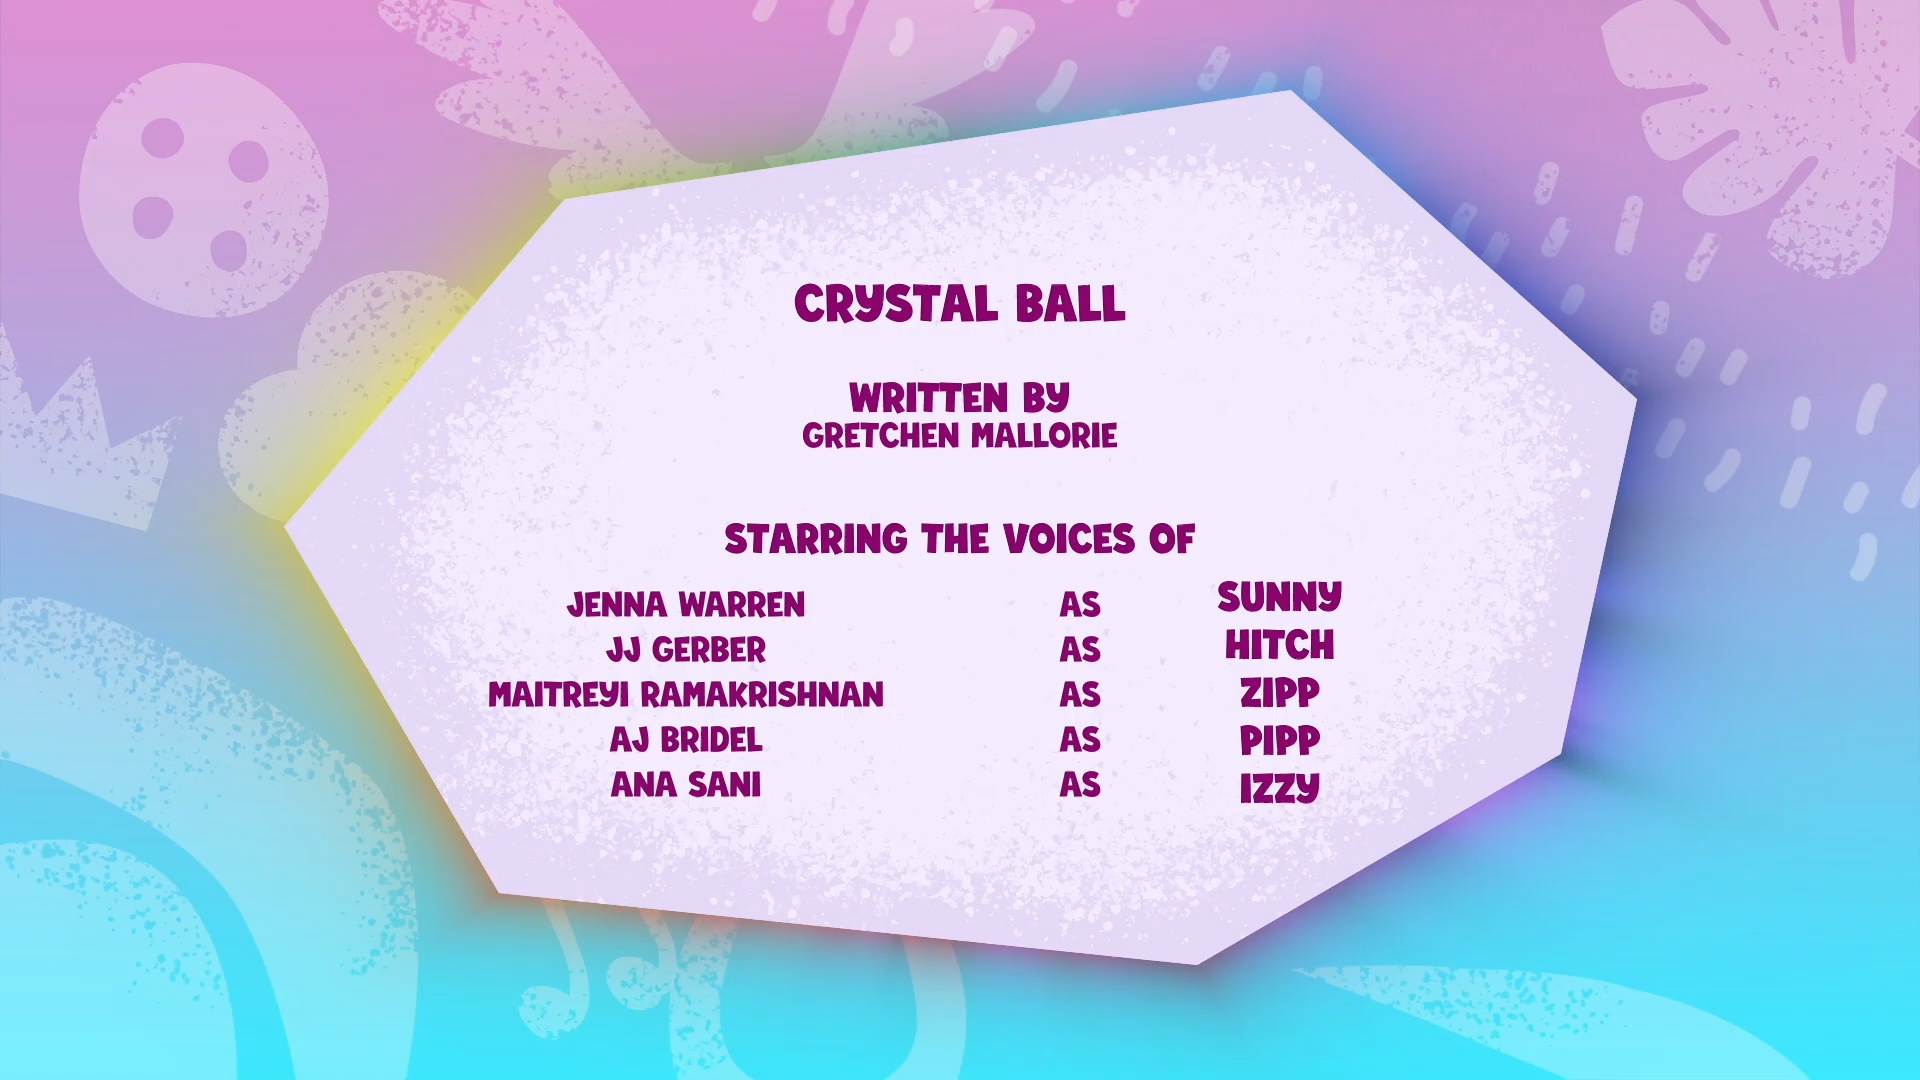 CRYSTAL BALL
WRITTEN BY
GRETCHEN MALLORIE
STARRING THE VOICES OF
JENNA WARREN AS SUNNY
JJ GERBER AS HITCH
MAITREYI RAMAKRISHNAN AS ZIPP
AJ BRIDEL AS PIPP
ANA SANI AS IZZY